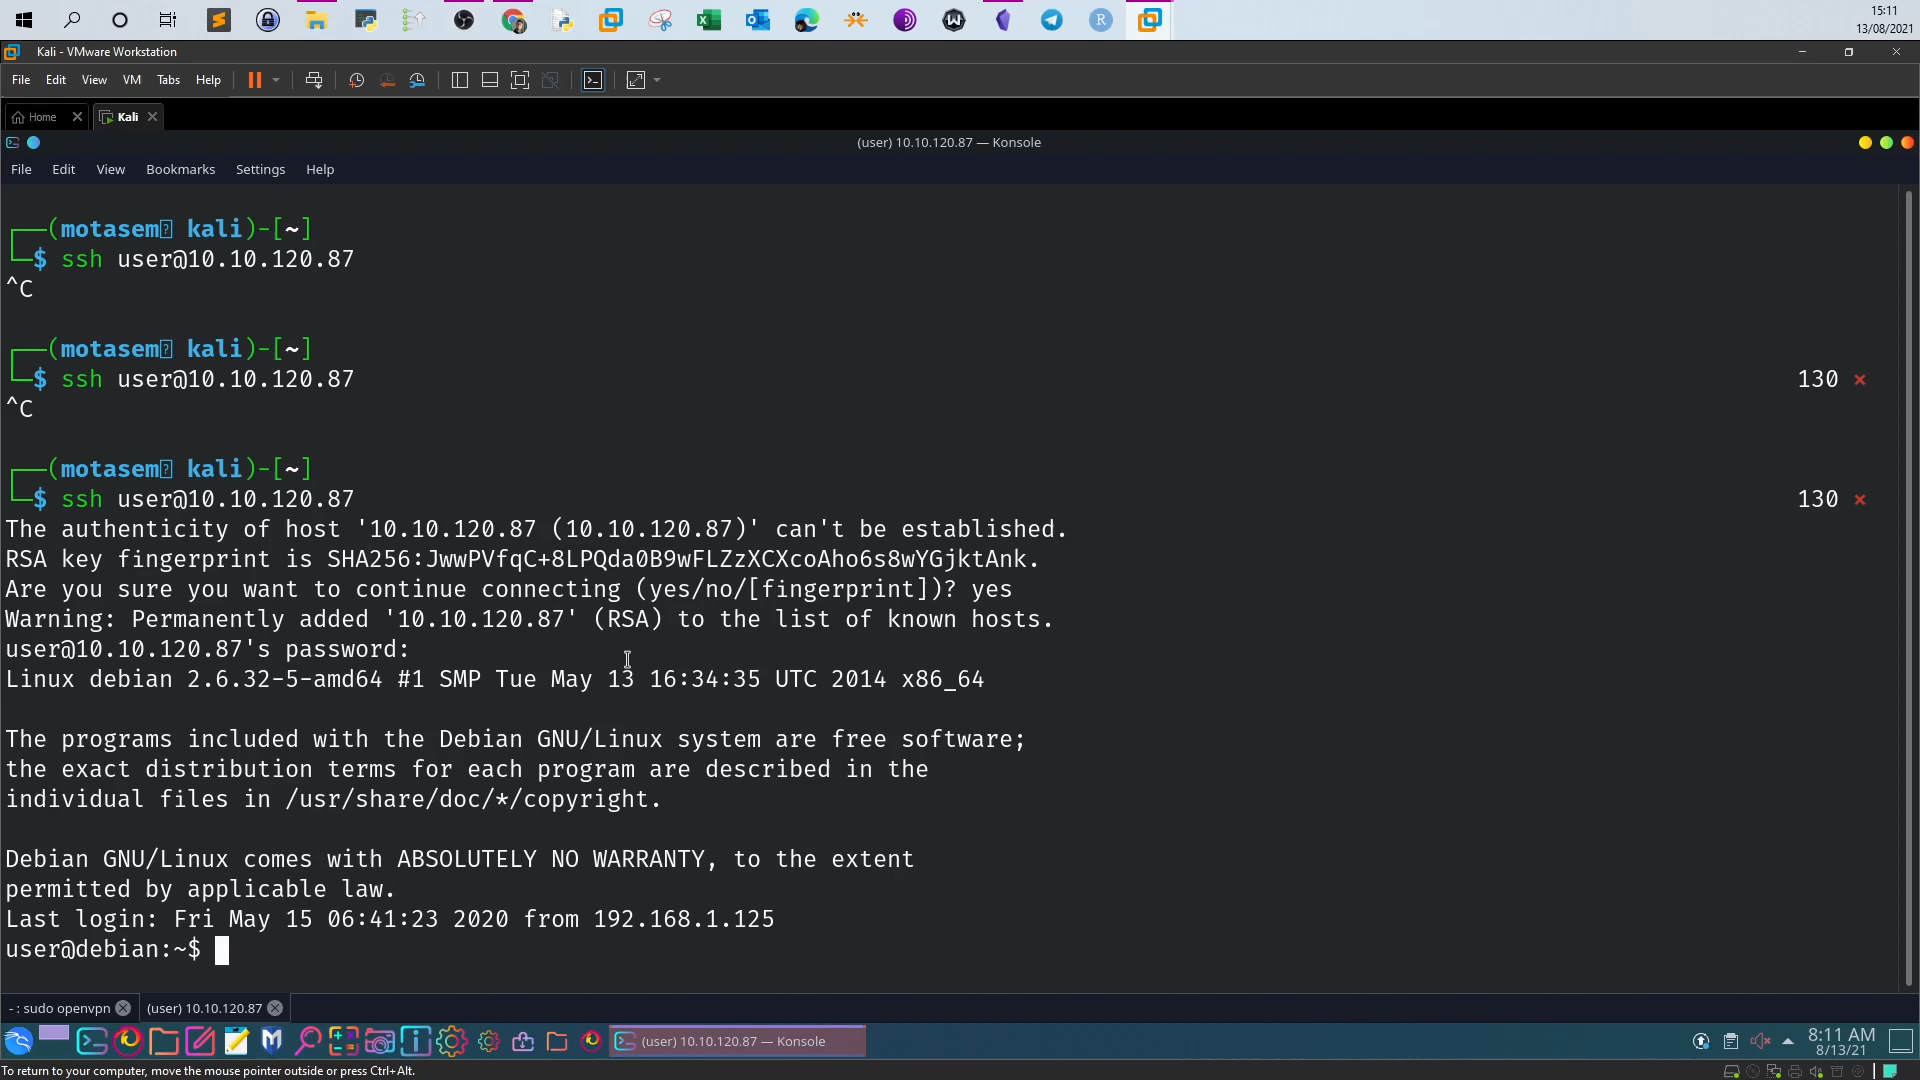 15:11
13/08/2021
Kali - VMware Workstation
File Edit View VM Tabs Help
Home Kali
(user) 10.10.120.87 — Konsole
File Edit View Bookmarks Settings Help
┌──(motasem kali)-[~]
└─$ ssh user@10.10.120.87
^C
┌──(motasem kali)-[~]
└─$ ssh user@10.10.120.87 130 ×
^C
┌──(motasem kali)-[~]
└─$ ssh user@10.10.120.87 130 ×
The authenticity of host '10.10.120.87 (10.10.120.87)' can't be established.
RSA key fingerprint is SHA256:JwwPVfqC+8LPQda0B9wFLZzXCXcoAho6s8wYGjktAnk.
Are you sure you want to continue connecting (yes/no/[fingerprint])? yes
Warning: Permanently added '10.10.120.87' (RSA) to the list of known hosts.
user@10.10.120.87's password:
Linux debian 2.6.32-5-amd64 #1 SMP Tue May 13 16:34:35 UTC 2014 x86_64
The programs included with the Debian GNU/Linux system are free software;
the exact distribution terms for each program are described in the
individual files in /usr/share/doc/*/copyright.
Debian GNU/Linux comes with ABSOLUTELY NO WARRANTY, to the extent
permitted by applicable law.
Last login: Fri May 15 06:41:23 2020 from 192.168.1.125
user@debian:~$
- : sudo openvpn (user) 10.10.120.87
(user) 10.10.120.87 — Konsole
8:11 AM
8/13/21
To return to your computer, move the mouse pointer outside or press Ctrl+Alt.